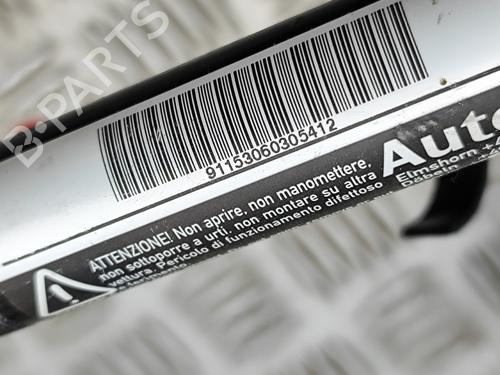 B-PARTS
91153060305412
ATTENZIONE! Non aprire, non manomettere,
non sottoporre a urti, non montare su altra
vettura. Pericolo di funzionamento difettoso
Elmshorn
Döbeln